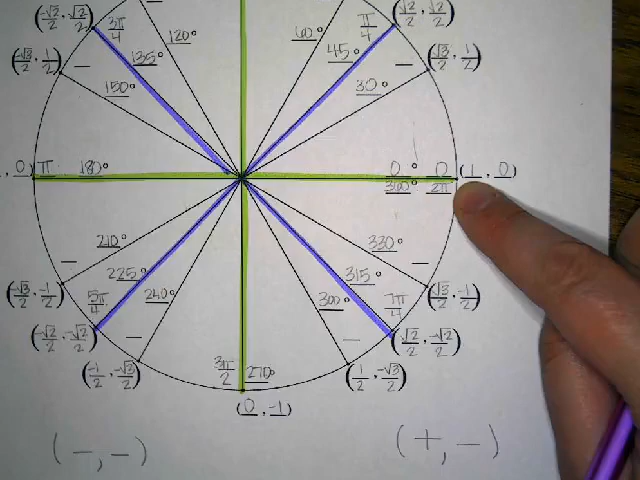 (-√2/2, √2/2) 3π/4 π/4 (√2/2, √2/2)
120° 60°
135° 45°
(-√3/2, 1/2) — — (√3/2, 1/2)
150° 30°
, 0) π 180° 0° 0 (1, 0)
360° 2π
210° 330°
— —
225° 315°
(-√3/2, -1/2) 5π/4 240° 300° 7π/4 (√3/2, -1/2)
(-√2/2, -√2/2) — — (√2/2, -√2/2)
(-1/2, -√3/2) 3π/2 270° (1/2, -√3/2)
(0, -1)
(-, -) (+, -)